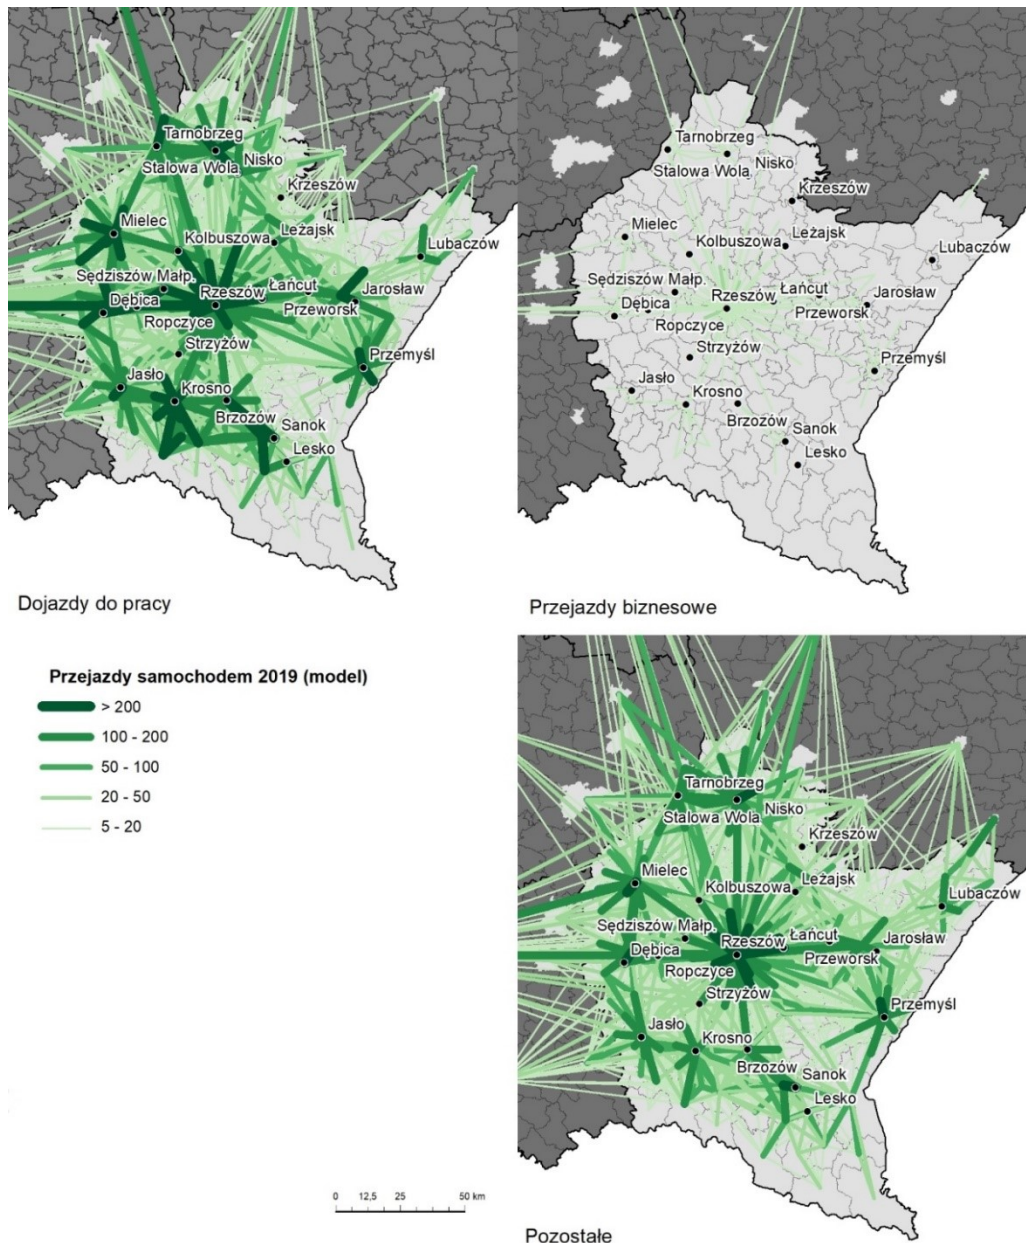 Tarnobrzeg
Stalowa Wola
Nisko
Krzeszów
Mielec
Kolbuszowa
Leżajsk
Lubaczów
Sędziszów Małp.
Dębica
Rzeszów
Łańcut
Jarosław
Ropczyce
Przeworsk
Strzyżów
Przemyśl
Jasło
Krosno
Brzozów
Sanok
Lesko
Dojazdy do pracy
Tarnobrzeg
Stalowa Wola
Nisko
Krzeszów
Mielec
Kolbuszowa
Leżajsk
Lubaczów
Sędziszów Małp.
Dębica
Rzeszów
Łańcut
Jarosław
Ropczyce
Przeworsk
Strzyżów
Przemyśl
Jasło
Krosno
Brzozów
Sanok
Lesko
Przejazdy biznesowe
Przejazdy samochodem 2019 (model)
> 200
100 - 200
50 - 100
20 - 50
5 - 20
0 12,5 25 50 km
Tarnobrzeg
Stalowa Wola
Nisko
Krzeszów
Mielec
Kolbuszowa
Leżajsk
Lubaczów
Sędziszów Małp.
Dębica
Rzeszów
Łańcut
Jarosław
Ropczyce
Przeworsk
Strzyżów
Przemyśl
Jasło
Krosno
Brzozów
Sanok
Lesko
Pozostałe